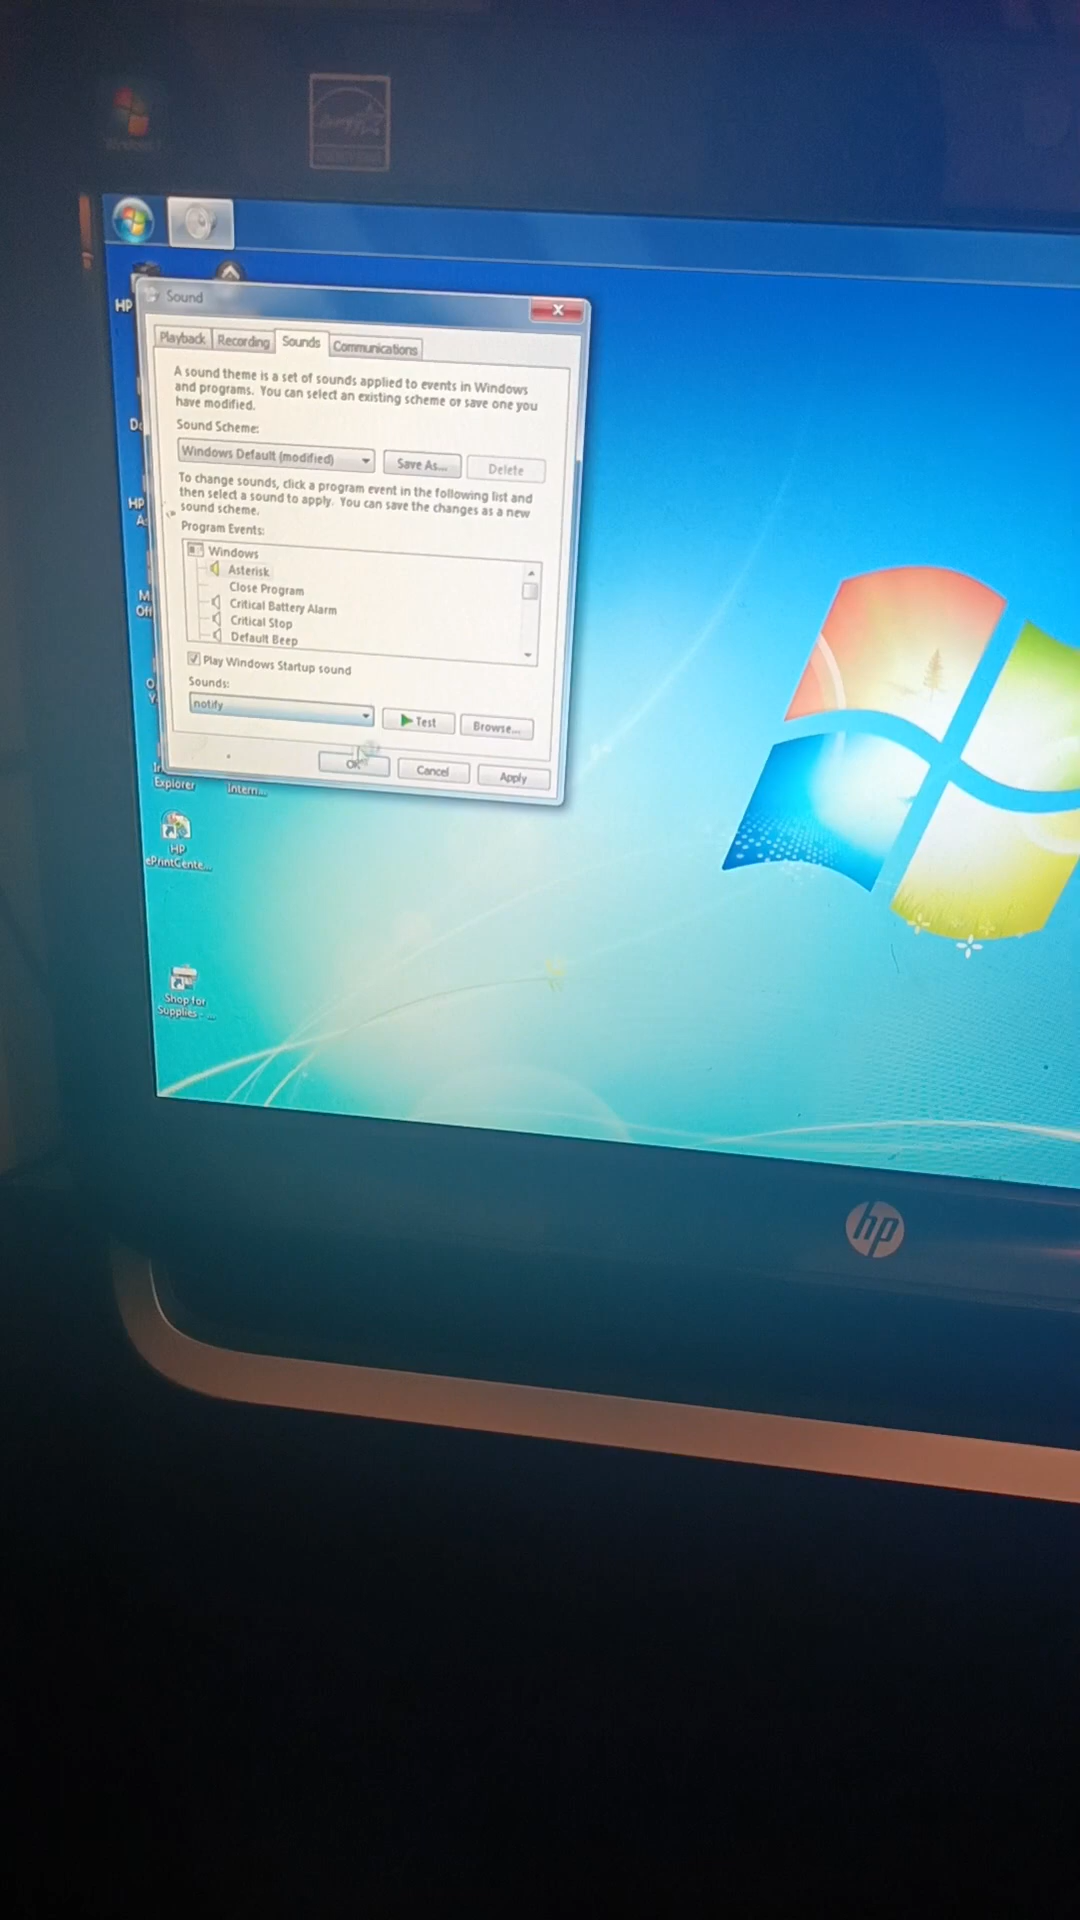 HP
Sound
X
Playback Recording Sounds Communications
A sound theme is a set of sounds applied to events in Windows
and programs. You can select an existing scheme or save one you
have modified.
Sound Scheme:
Windows Default (modified) Save As... Delete
To change sounds, click a program event in the following list and
then select a sound to apply. You can save the changes as a new
sound scheme.
Program Events:
Windows
Asterisk
Close Program
Critical Battery Alarm
Critical Stop
Default Beep
Play Windows Startup sound
Sounds:
notify Test Browse...
OK Cancel Apply
HP
Explorer
Intern...
HP
ePrintCente...
Shop for
Supplies - ...
hp